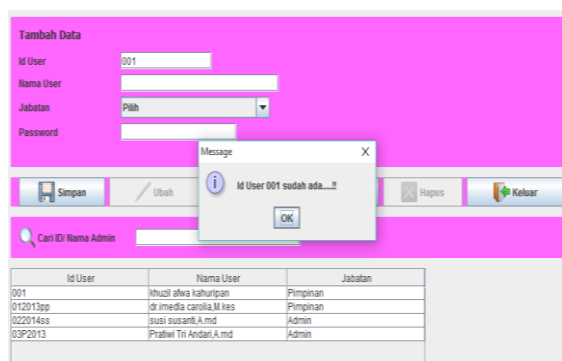 Tambah Data
Id User 001
Nama User
Jabatan Pilih
Password
Message X
Id User 001 sudah ada....!!
OK
Simpan Ubah Hapus Keluar
Cari ID/ Nama Admin
Id User Nama User Jabatan
001 khuzil afwa kahuripan Pimpinan
012013pp dr.imedla carolia,M.kes Pimpinan
022014ss susi susanti,A.md Admin
03P2013 Pratiwi Tri Andari,A.md Admin